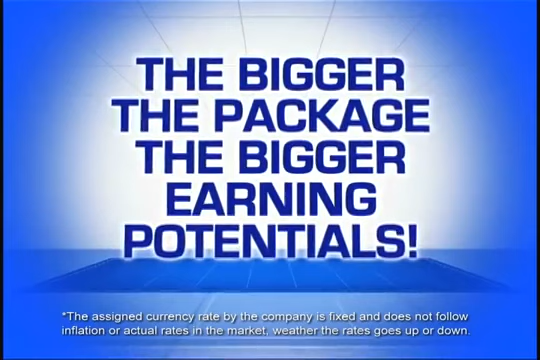 THE BIGGER
THE PACKAGE
THE BIGGER
EARNING
POTENTIALS!
*The assigned currency rate by the company is fixed and does not follow
inflation or actual rates in the market, weather the rates goes up or down.